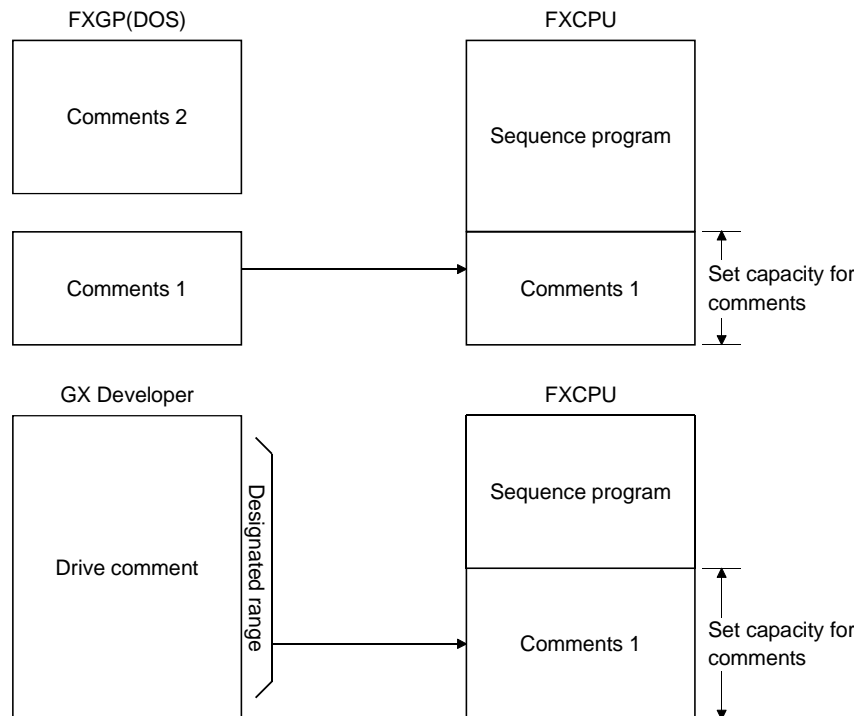 FXGP(DOS)
FXCPU
Comments 2
Sequence program
Comments 1
Comments 1
Set capacity for
comments
GX Developer
FXCPU
Sequence program
Designated range
Drive comment
Comments 1
Set capacity for
comments